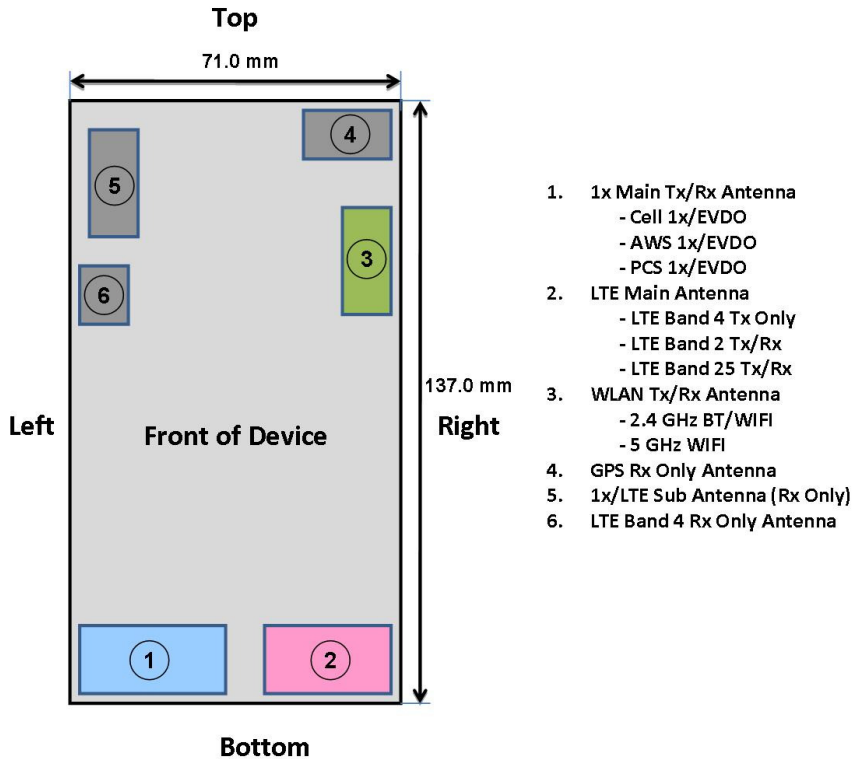 Top
71.0 mm
4
5
3
6
137.0 mm
Left
Front of Device
Right
1
2
Bottom
1. 1x Main Tx/Rx Antenna
- Cell 1x/EVDO
- AWS 1x/EVDO
- PCS 1x/EVDO
2. LTE Main Antenna
- LTE Band 4 Tx Only
- LTE Band 2 Tx/Rx
- LTE Band 25 Tx/Rx
3. WLAN Tx/Rx Antenna
- 2.4 GHz BT/WIFI
- 5 GHz WIFI
4. GPS Rx Only Antenna
5. 1x/LTE Sub Antenna (Rx Only)
6. LTE Band 4 Rx Only Antenna